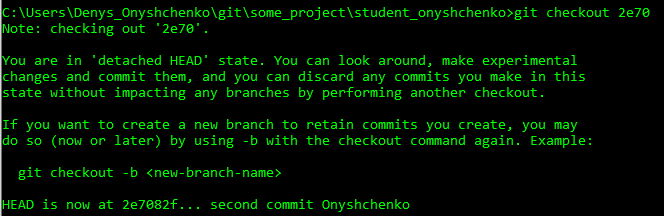 C:\Users\Denys_Onyshchenko\git\some_project\student_onyshchenko>git checkout 2e70
Note: checking out '2e70'.
You are in 'detached HEAD' state. You can look around, make experimental
changes and commit them, and you can discard any commits you make in this
state without impacting any branches by performing another checkout.
If you want to create a new branch to retain commits you create, you may
do so (now or later) by using -b with the checkout command again. Example:
git checkout -b <new-branch-name>
HEAD is now at 2e7082f... second commit Onyshchenko